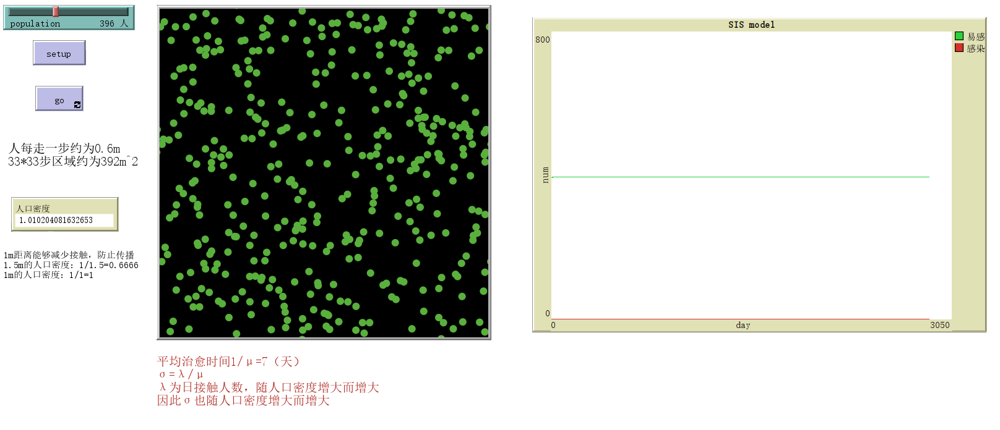 population 396 人
setup
go
人每走一步约为0.6m
33*33步区域约为392m^2
人口密度
1.010204081632653
1m距离能够减少接触，防止传播
1.5m的人口密度：1/1.5=0.6666
1m的人口密度：1/1=1
平均治愈时间1/μ=7（天）
σ=λ/μ
λ为日接触人数，随人口密度增大而增大
因此σ也随人口密度增大而增大
SIS model
800
num
0
0 day 3050
易感
感染